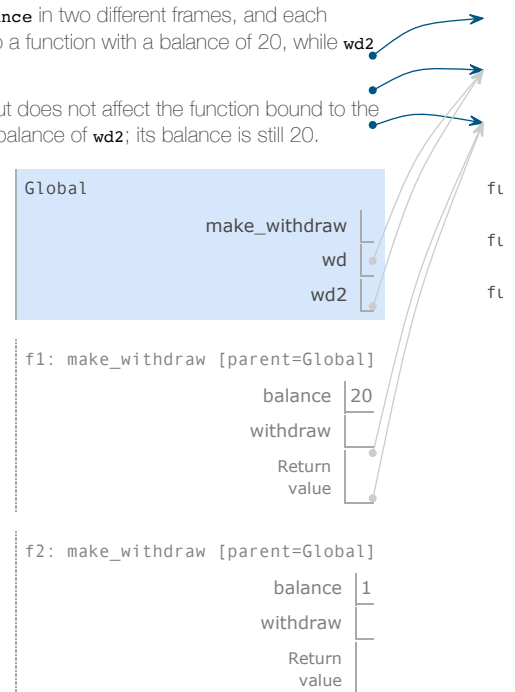 nce in two different frames, and each
o a function with a balance of 20, while wd2
ut does not affect the function bound to the
balance of wd2; its balance is still 20.
Global
make_withdraw
wd
wd2
f1: make_withdraw [parent=Global]
balance 20
withdraw
Return
value
f2: make_withdraw [parent=Global]
balance 1
withdraw
Return
value